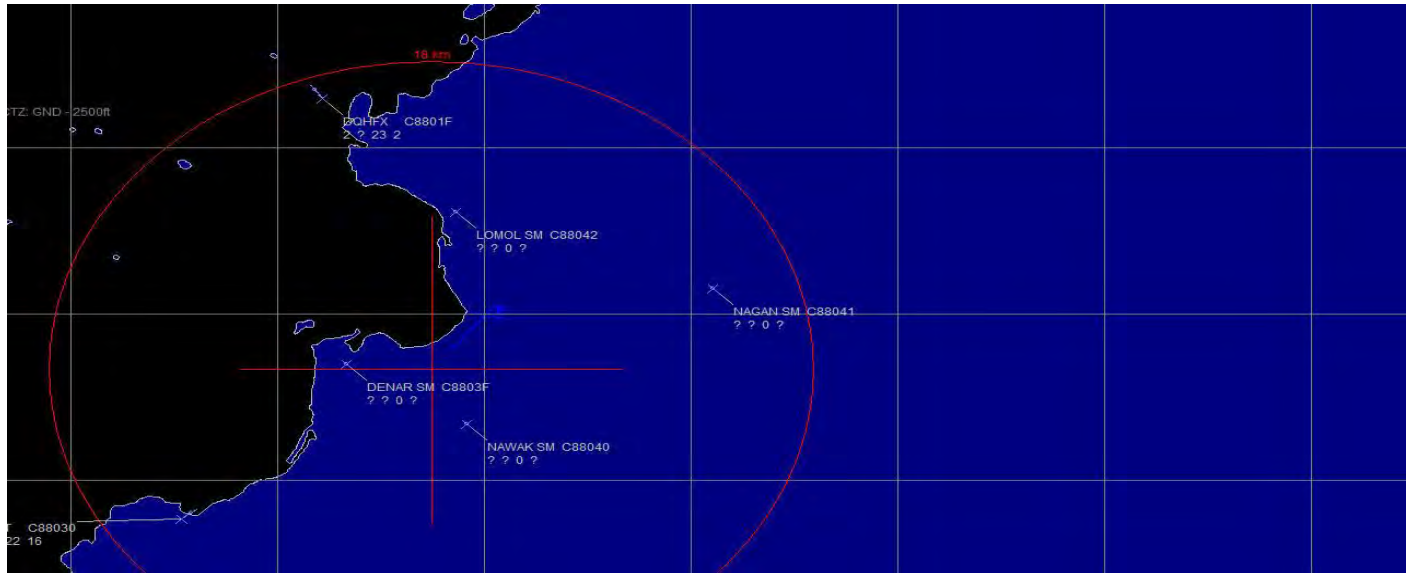 18 km
CTZ: GND - 2500ft
DQHFX C8801F
2 ? 23 2
LOMOL SM C88042
? ? 0 ?
NAGAN SM C88041
? ? 0 ?
DENAR SM C8803F
? ? 0 ?
NAWAK SM C88040
? ? 0 ?
T C88030
22 16